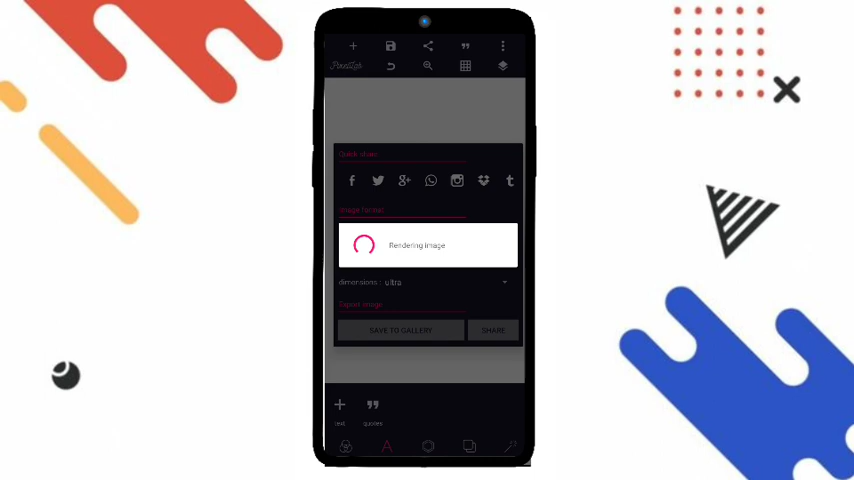 PixelLab
Quick share
Image format
Rendering image
dimensions : ultra
Export image
SAVE TO GALLERY SHARE
text quotes